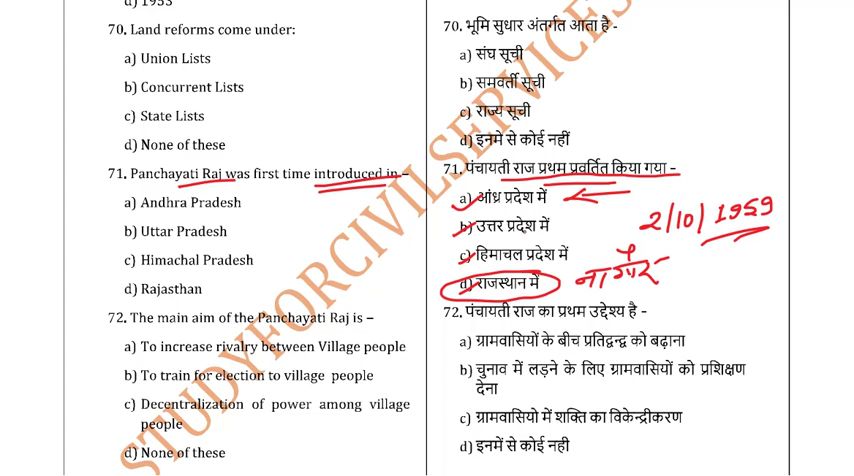 d) 1953
70. Land reforms come under:
a) Union Lists
b) Concurrent Lists
c) State Lists
d) None of these
71. Panchayati Raj was first time introduced in –
a) Andhra Pradesh
b) Uttar Pradesh
c) Himachal Pradesh
d) Rajasthan
72. The main aim of the Panchayati Raj is –
a) To increase rivalry between Village people
b) To train for election to village people
c) Decentralization of power among village
people
d) None of these
70. भूमि सुधार अंतर्गत आता है -
a) संघ सूची
b) समवर्ती सूची
c) राज्य सूची
d) इनमे से कोई नहीं
71. पंचायती राज प्रथम प्रवर्तित किया गया -
a) आंध्र प्रदेश में
b) उत्तर प्रदेश में
2/10/1959
c) हिमाचल प्रदेश में
d) राजस्थान में
72. पंचायती राज का प्रथम उद्देश्य है -
a) ग्रामवासियों के बीच प्रतिद्वन्द्व को बढ़ाना
b) चुनाव में लड़ने के लिए ग्रामवासियों को प्रशिक्षण
देना
c) ग्रामवासियो में शक्ति का विकेन्द्रीकरण
d) इनमें से कोई नही
STUDYFORCIVILSERVICES